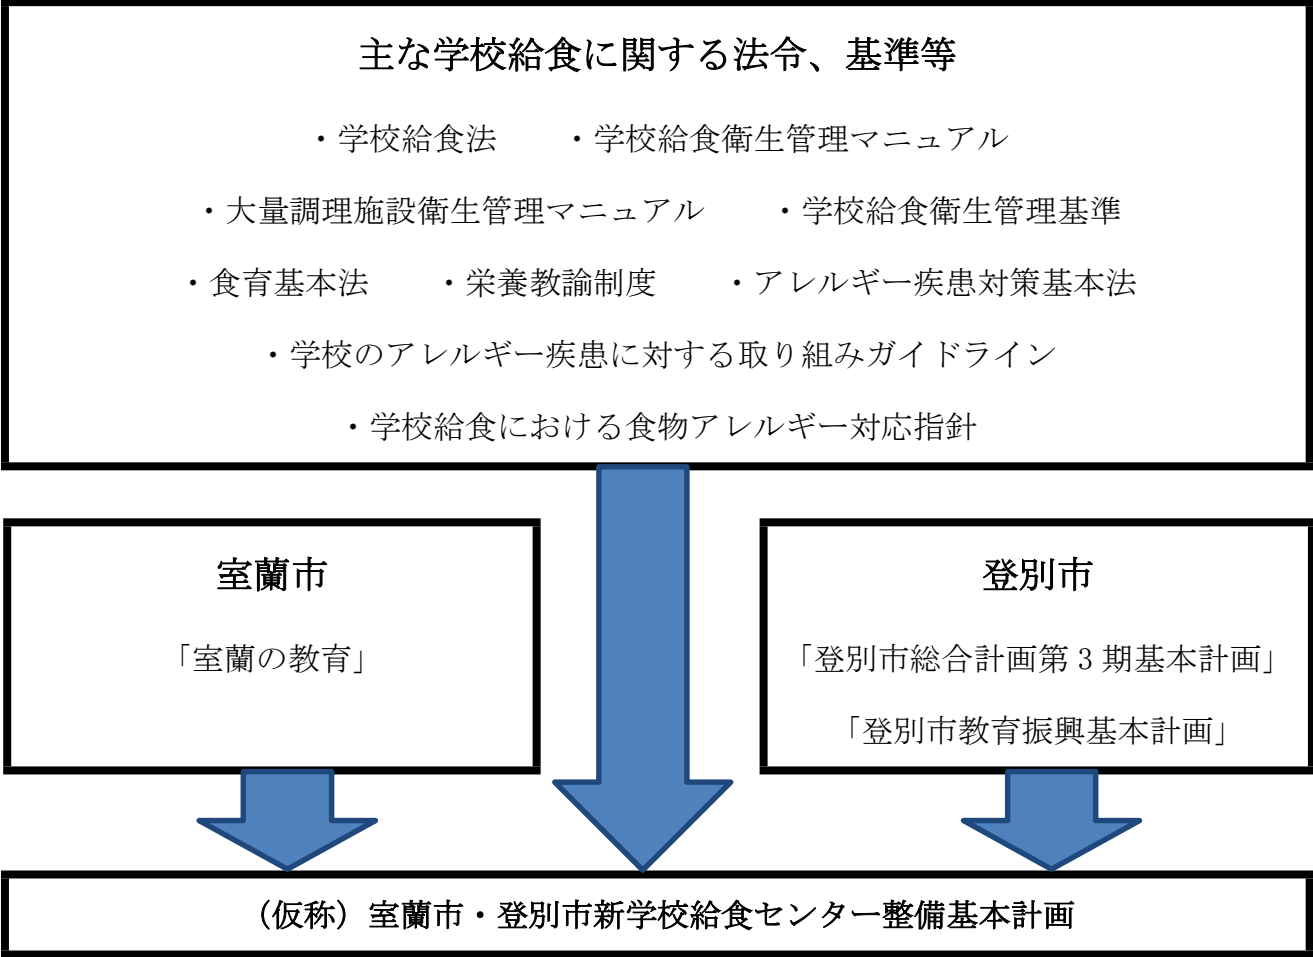 主な学校給食に関する法令、基準等
・学校給食法　　・学校給食衛生管理マニュアル
・大量調理施設衛生管理マニュアル　　・学校給食衛生管理基準
・食育基本法　　・栄養教諭制度　　・アレルギー疾患対策基本法
・学校のアレルギー疾患に対する取り組みガイドライン
・学校給食における食物アレルギー対応指針
室蘭市
「室蘭の教育」
登別市
「登別市総合計画第３期基本計画」
「登別市教育振興基本計画」
（仮称）室蘭市・登別市新学校給食センター整備基本計画